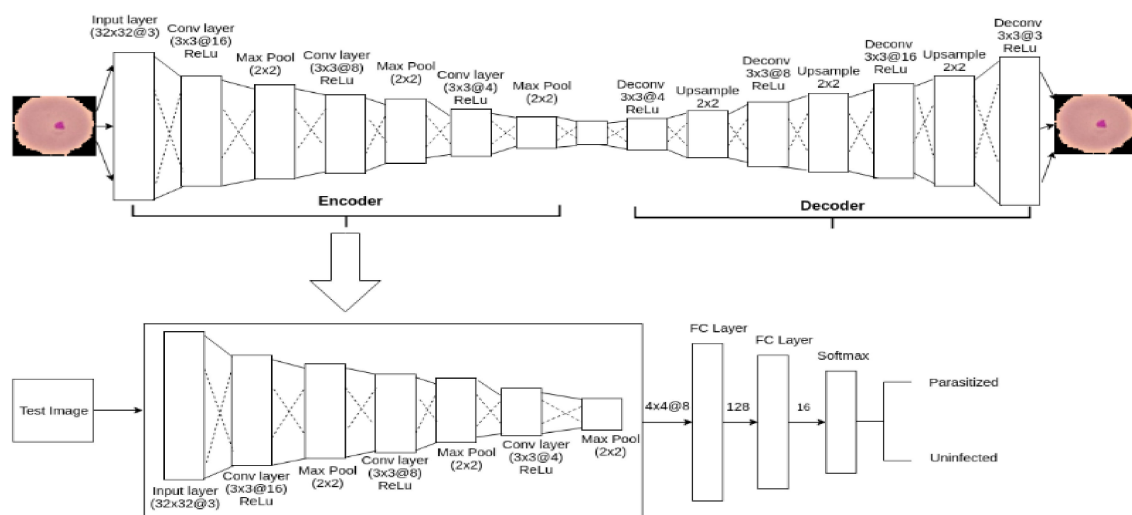 Input layer
(32x32@3)
Conv layer
(3x3@16)
ReLu
Max Pool
(2x2)
Conv layer
(3x3@8)
ReLu
Max Pool
(2x2)
Conv layer
(3x3@4)
ReLu
Max Pool
(2x2)
Deconv
3x3@4
ReLu
Upsample
2x2
Deconv
3x3@8
ReLu
Upsample
2x2
Deconv
3x3@16
ReLu
Upsample
2x2
Deconv
3x3@3
ReLu
Encoder
Decoder
Test Image
Input layer
(32x32@3)
Conv layer
(3x3@16)
ReLu
Max Pool
(2x2)
Conv layer
(3x3@8)
ReLu
Max Pool
(2x2)
Conv layer
(3x3@4)
ReLu
Max Pool
(2x2)
4x4@8
FC Layer
128
FC Layer
16
Softmax
Parasitized
Uninfected